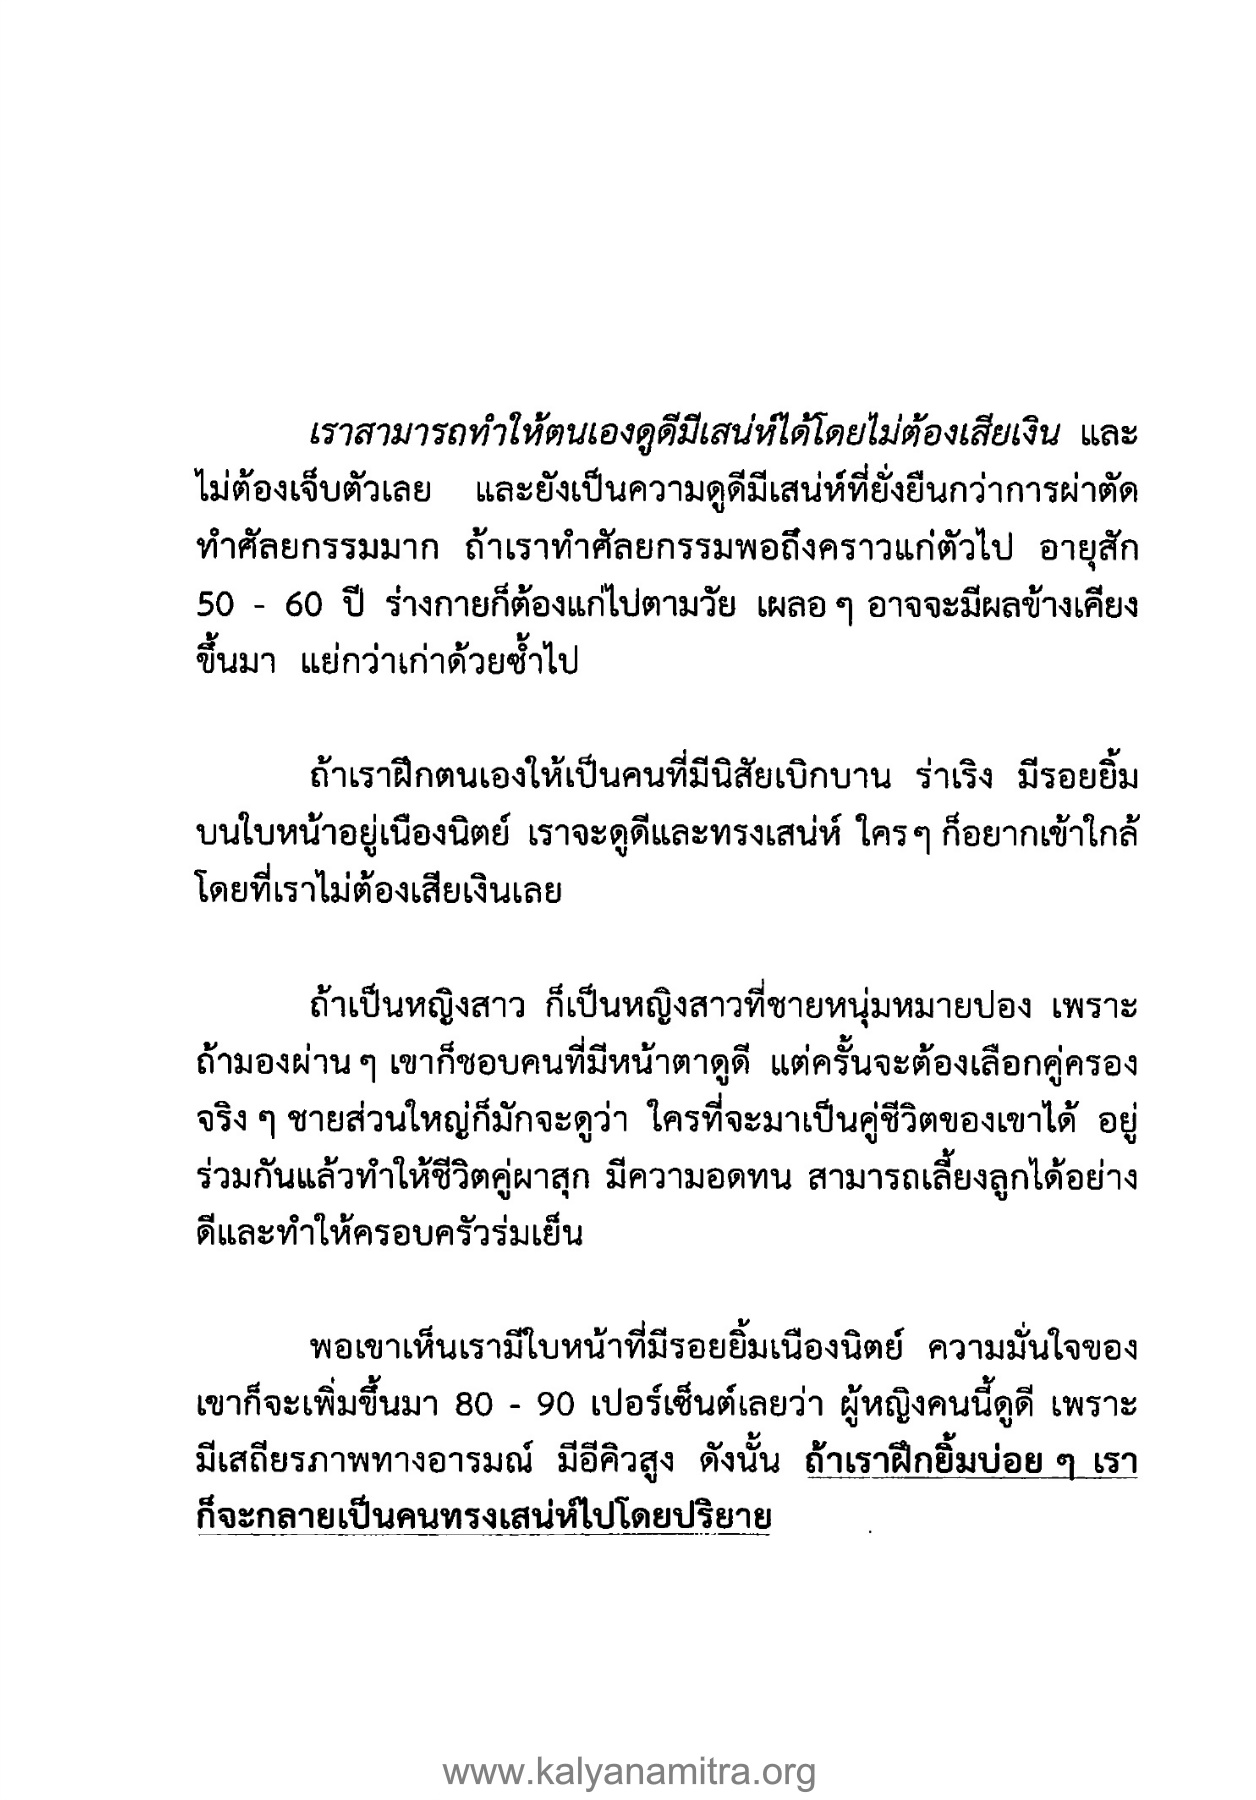 เราสามารถทำให้ตนเองดูดีมีเสน่ห์ได้โดยไม่ต้องเสียเงิน และ
ไม่ต้องเจ็บตัวเลย และยังเป็นความดูดีมีเสน่ห์ที่ยั่งยืนกว่าการผ่าตัด
ทำศัลยกรรมมาก ถ้าเราทำศัลยกรรมพอถึงคราวแก่ตัวไป อายุสัก
50 - 60 ปี ร่างกายก็ต้องแก่ไปตามวัย เผลอ ๆ อาจจะมีผลข้างเคียง
ขึ้นมา แย่กว่าเก่าด้วยซ้ำไป
ถ้าเราฝึกตนเองให้เป็นคนที่มีนิสัยเบิกบาน ร่าเริง มีรอยยิ้ม
บนใบหน้าอยู่เนืองนิตย์ เราจะดูดีและทรงเสน่ห์ ใคร ๆ ก็อยากเข้าใกล้
โดยที่เราไม่ต้องเสียเงินเลย
ถ้าเป็นหญิงสาว ก็เป็นหญิงสาวที่ชายหนุ่มหมายปอง เพราะ
ถ้ามองผ่าน ๆ เขาก็ชอบคนที่มีหน้าตาดูดี แต่ครั้นจะต้องเลือกคู่ครอง
จริง ๆ ชายส่วนใหญ่ก็มักจะดูว่า ใครที่จะมาเป็นคู่ชีวิตของเขาได้ อยู่
ร่วมกันแล้วทำให้ชีวิตคู่ผาสุก มีความอดทน สามารถเลี้ยงลูกได้อย่าง
ดีและทำให้ครอบครัวร่มเย็น
พอเขาเห็นเรามีใบหน้าที่มีรอยยิ้มเนืองนิตย์ ความมั่นใจของ
เขาก็จะเพิ่มขึ้นมา 80 - 90 เปอร์เซ็นต์เลยว่า ผู้หญิงคนนี้ดูดี เพราะ
มีเสถียรภาพทางอารมณ์ มีอีคิวสูง ดังนั้น ถ้าเราฝึกยิ้มบ่อย ๆ เรา
ก็จะกลายเป็นคนทรงเสน่ห์ไปโดยปริยาย
www.kalyanamitra.org